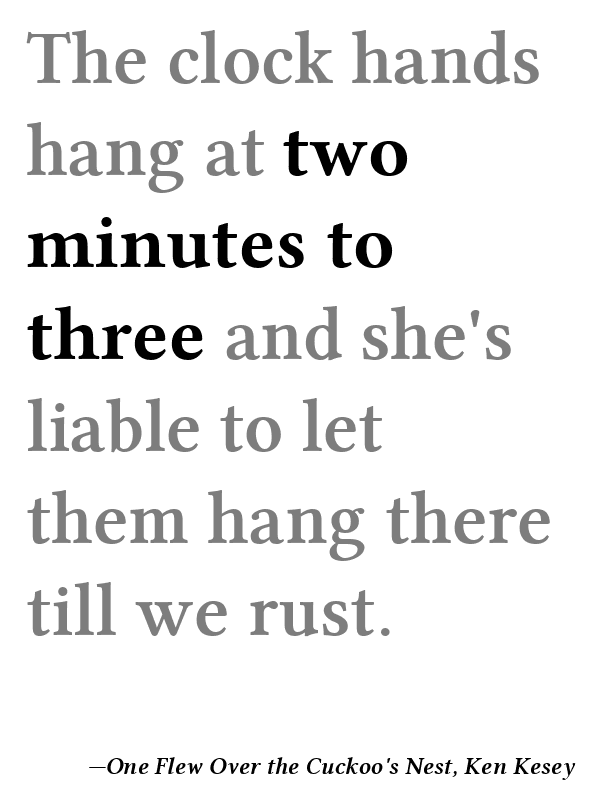 The clock hands
hang at two
minutes to
three and she's
liable to let
them hang there
till we rust.
—One Flew Over the Cuckoo's Nest, Ken Kesey